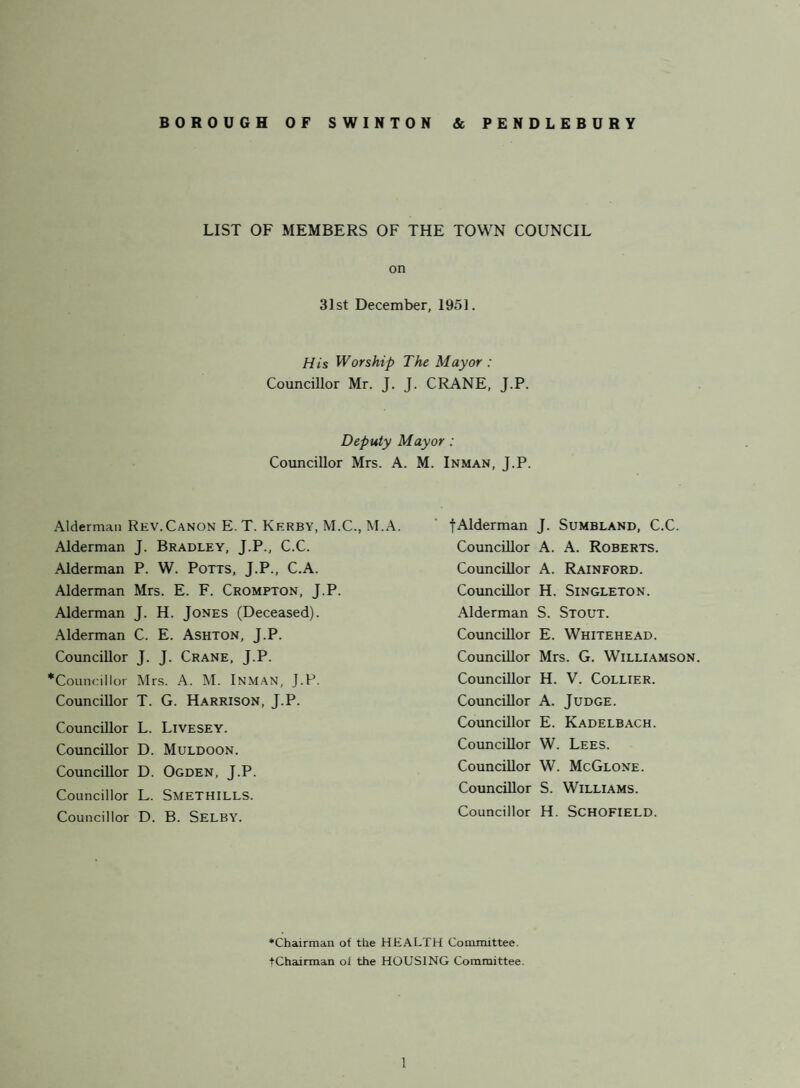 BOROUGH OF SWINTON & PENDLEBURY
LIST OF MEMBERS OF THE TOWN COUNCIL
on
31st December, 1951.
His Worship The Mayor :
Councillor Mr. J. J. CRANE, J.P.
Deputy Mayor :
Councillor Mrs. A. M. INMAN, J.P.
Alderman REV. CANON E. T. KERBY, M.C., M.A.
Alderman J. BRADLEY, J.P., C.C.
Alderman P. W. POTTS, J.P., C.A.
Alderman Mrs. E. F. CROMPTON, J.P.
Alderman J. H. JONES (Deceased).
Alderman C. E. ASHTON, J.P.
Councillor J. J. CRANE, J.P.
*Councillor Mrs. A. M. INMAN, J.P.
Councillor T. G. HARRISON, J.P.
Councillor L. LIVESEY.
Councillor D. MULDOON.
Councillor D. OGDEN, J.P.
Councillor L. SMETHILLS.
Councillor D. B. SELBY.
†Alderman J. SUMBLAND, C.C.
Councillor A. A. ROBERTS.
Councillor A. RAINFORD.
Councillor H. SINGLETON.
Alderman S. STOUT.
Councillor E. WHITEHEAD.
Councillor Mrs. G. WILLIAMSON.
Councillor H. V. COLLIER.
Councillor A. JUDGE.
Councillor E. KADELBACH.
Councillor W. LEES.
Councillor W. MCGLONE.
Councillor S. WILLIAMS.
Councillor H. SCHOFIELD.
*Chairman of the HEALTH Committee.
†Chairman of the HOUSING Committee.
1